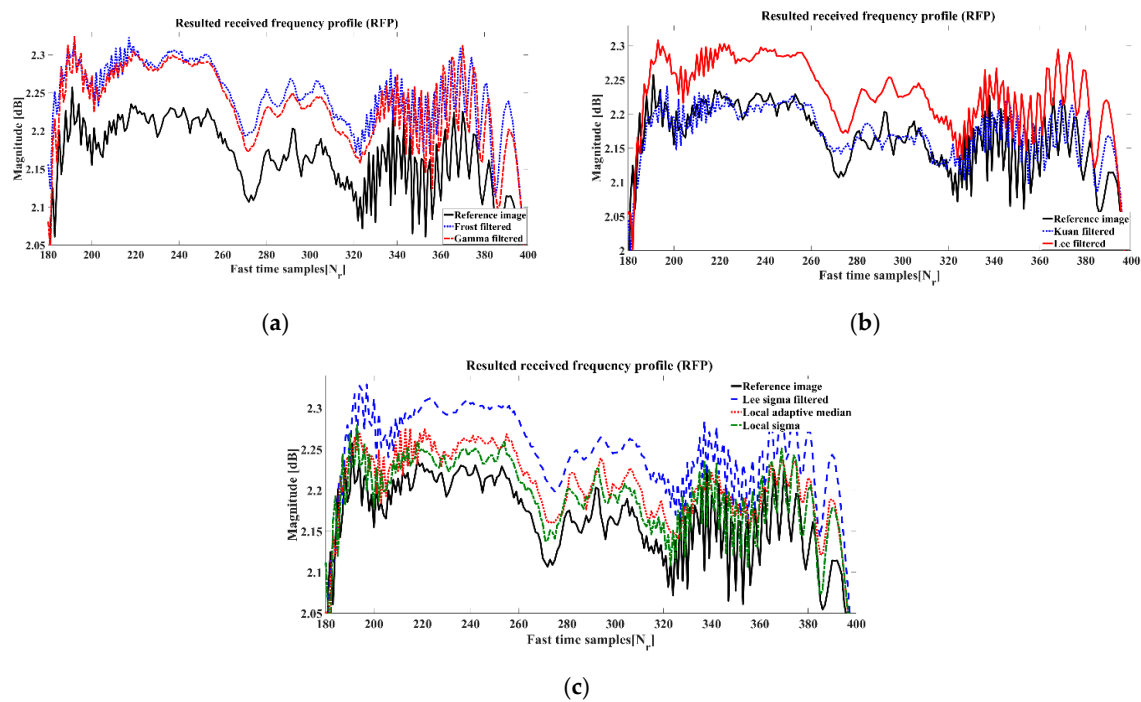 Resulted received frequency profile (RFP)
Magnitude [dB]
2.3
2.25
2.2
2.15
2.1
2.05
180 200 220 240 260 280 300 320 340 360 380 400
Fast time samples[Nr]
Reference image
Frost filtered
Gamma filtered
(a)
Resulted received frequency profile (RFP)
Magnitude [dB]
2.3
2.25
2.2
2.15
2.1
2.05
2
180 200 220 240 260 280 300 320 340 360 380 400
Fast time samples[Nr]
Reference image
Kuan filtered
Lee filtered
(b)
Resulted received frequency profile (RFP)
Magnitude [dB]
2.3
2.25
2.2
2.15
2.1
2.05
180 200 220 240 260 280 300 320 340 360 380 400
Fast time samples[Nr]
Reference image
Lee sigma filtered
Local adaptive median
Local sigma
(c)